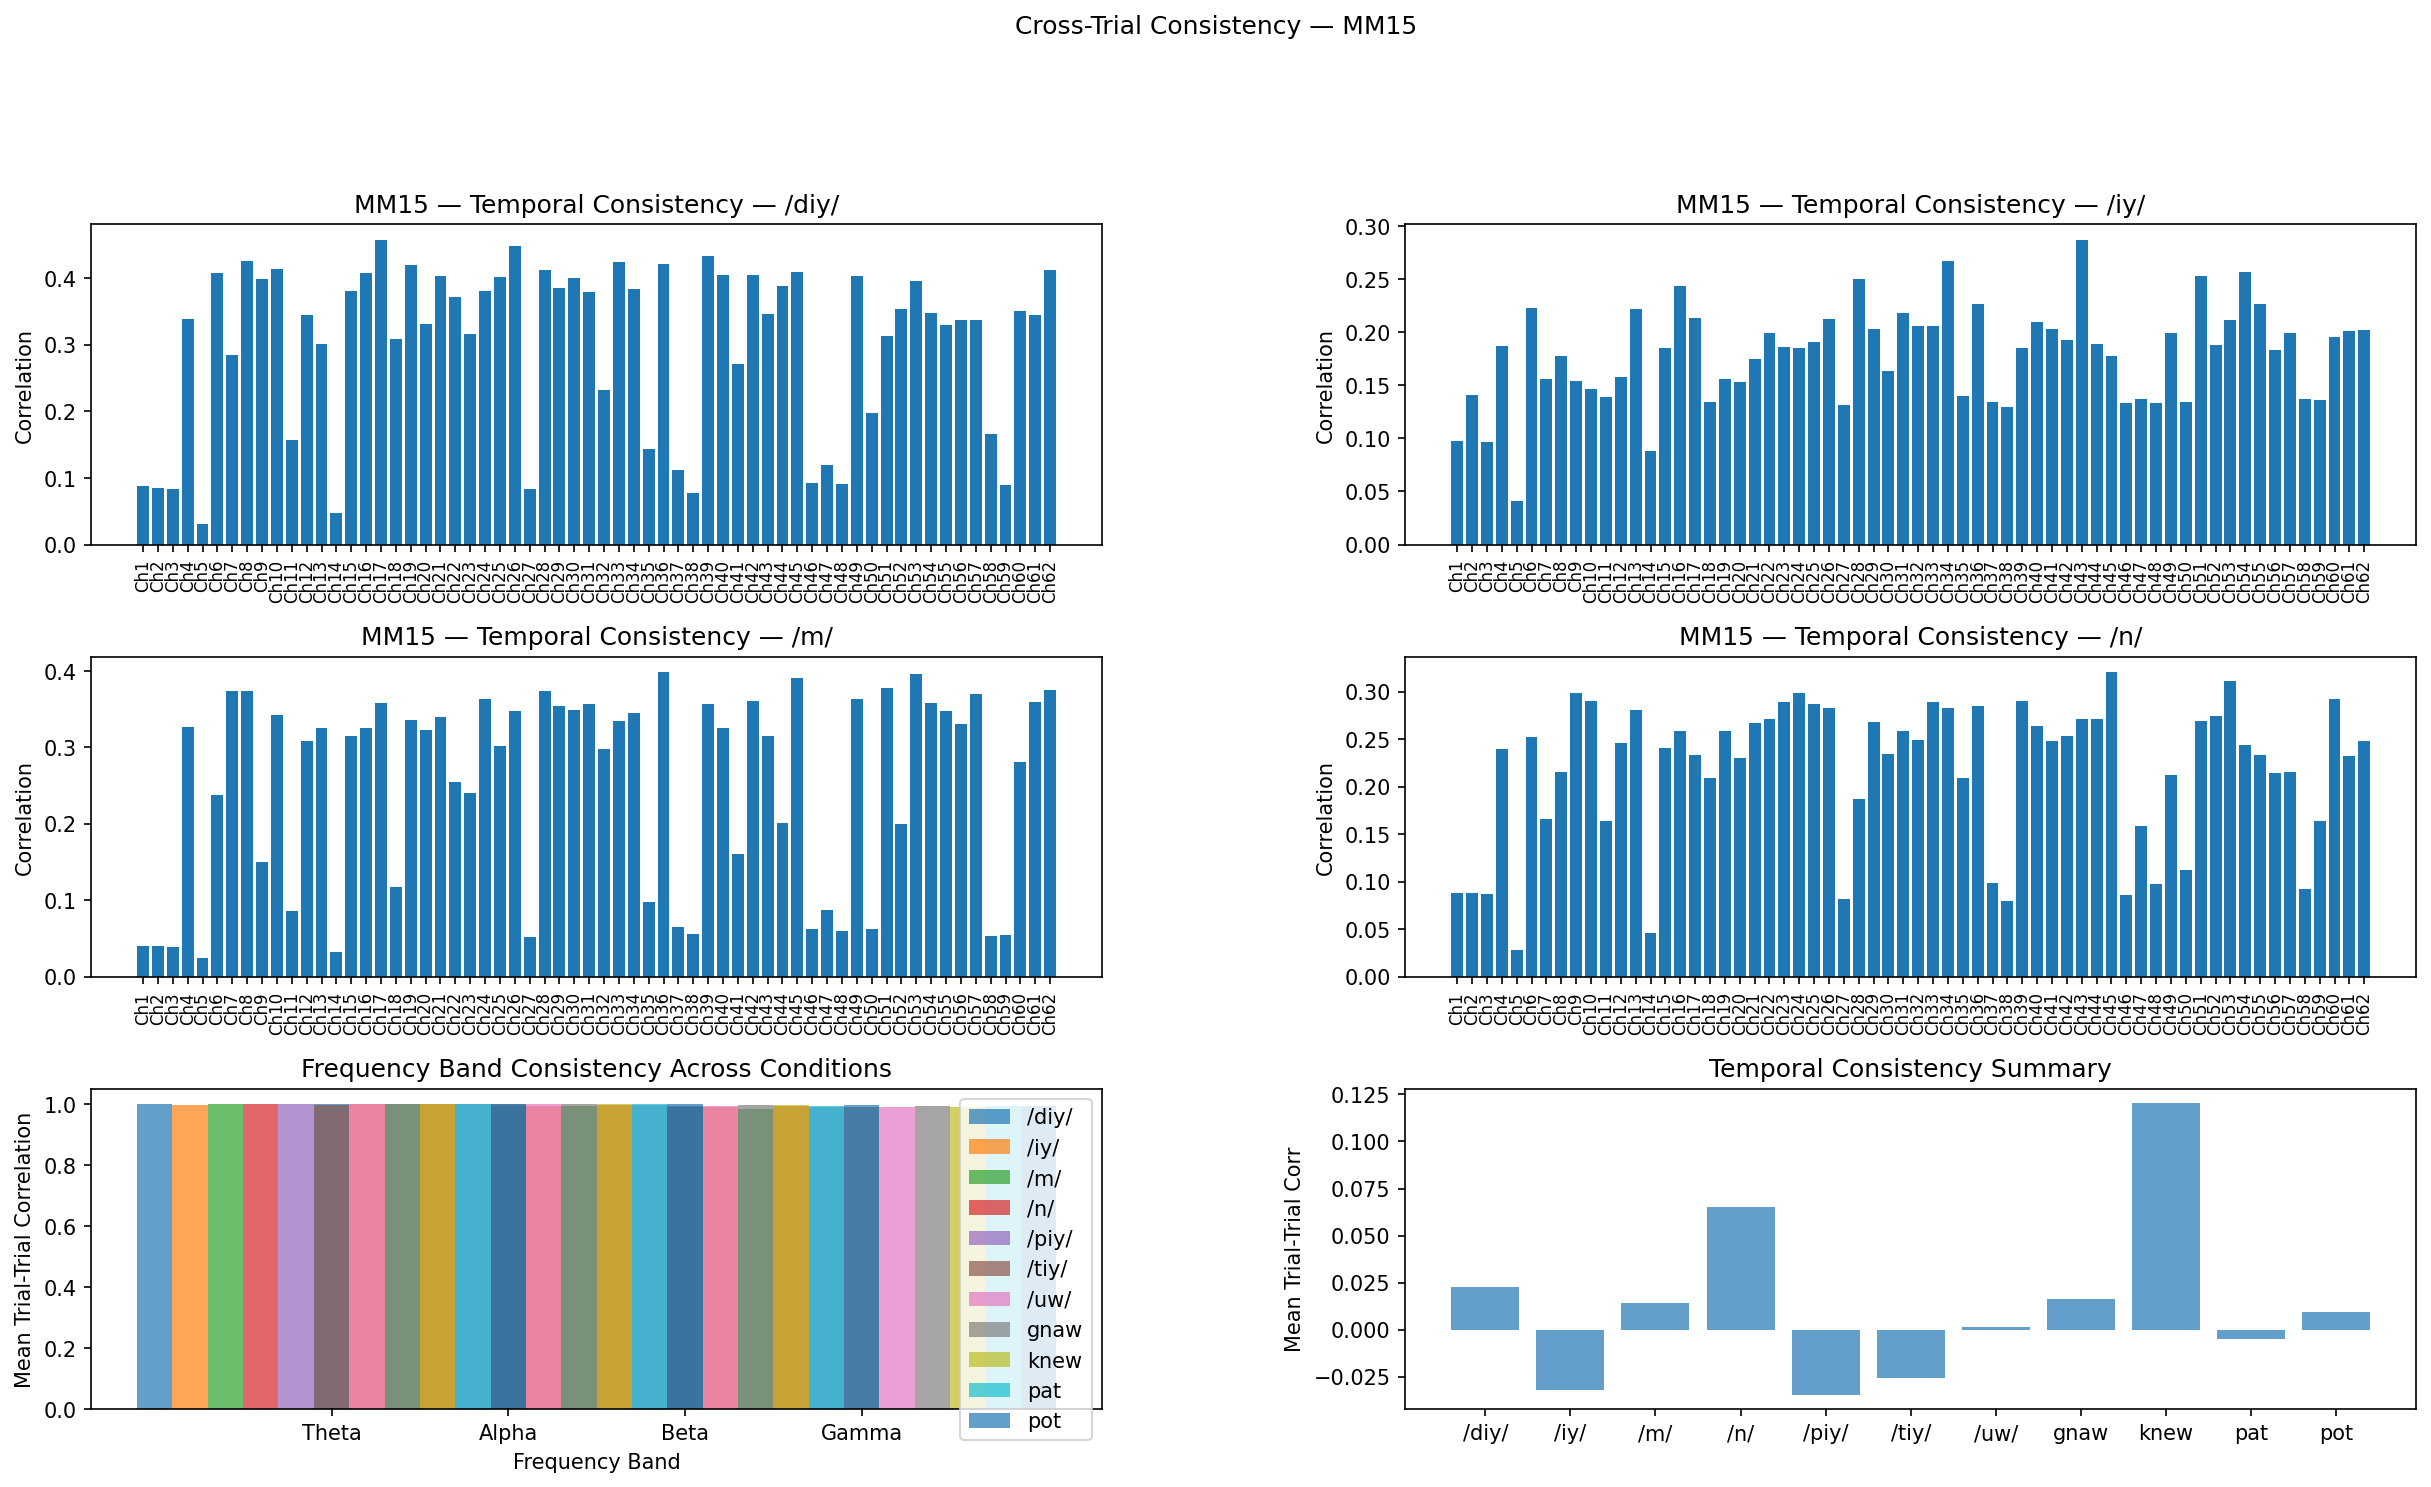 Cross-Trial Consistency — MM15
MM15 — Temporal Consistency — /diy/
Correlation
0.4
0.3
0.2
0.1
0.0
Ch1 Ch2 Ch3 Ch4 Ch5 Ch6 Ch7 Ch8 Ch9 Ch10 Ch11 Ch12 Ch13 Ch14 Ch15 Ch16 Ch17 Ch18 Ch19 Ch20 Ch21 Ch22 Ch23 Ch24 Ch25 Ch26 Ch27 Ch28 Ch29 Ch30 Ch31 Ch32 Ch33 Ch34 Ch35 Ch36 Ch37 Ch38 Ch39 Ch40 Ch41 Ch42 Ch43 Ch44 Ch45 Ch46 Ch47 Ch48 Ch49 Ch50 Ch51 Ch52 Ch53 Ch54 Ch55 Ch56 Ch57 Ch58 Ch59 Ch60 Ch61 Ch62
MM15 — Temporal Consistency — /iy/
Correlation
0.30
0.25
0.20
0.15
0.10
0.05
0.00
Ch1 Ch2 Ch3 Ch4 Ch5 Ch6 Ch7 Ch8 Ch9 Ch10 Ch11 Ch12 Ch13 Ch14 Ch15 Ch16 Ch17 Ch18 Ch19 Ch20 Ch21 Ch22 Ch23 Ch24 Ch25 Ch26 Ch27 Ch28 Ch29 Ch30 Ch31 Ch32 Ch33 Ch34 Ch35 Ch36 Ch37 Ch38 Ch39 Ch40 Ch41 Ch42 Ch43 Ch44 Ch45 Ch46 Ch47 Ch48 Ch49 Ch50 Ch51 Ch52 Ch53 Ch54 Ch55 Ch56 Ch57 Ch58 Ch59 Ch60 Ch61 Ch62
MM15 — Temporal Consistency — /m/
Correlation
0.4
0.3
0.2
0.1
0.0
Ch1 Ch2 Ch3 Ch4 Ch5 Ch6 Ch7 Ch8 Ch9 Ch10 Ch11 Ch12 Ch13 Ch14 Ch15 Ch16 Ch17 Ch18 Ch19 Ch20 Ch21 Ch22 Ch23 Ch24 Ch25 Ch26 Ch27 Ch28 Ch29 Ch30 Ch31 Ch32 Ch33 Ch34 Ch35 Ch36 Ch37 Ch38 Ch39 Ch40 Ch41 Ch42 Ch43 Ch44 Ch45 Ch46 Ch47 Ch48 Ch49 Ch50 Ch51 Ch52 Ch53 Ch54 Ch55 Ch56 Ch57 Ch58 Ch59 Ch60 Ch61 Ch62
MM15 — Temporal Consistency — /n/
Correlation
0.30
0.25
0.20
0.15
0.10
0.05
0.00
Ch1 Ch2 Ch3 Ch4 Ch5 Ch6 Ch7 Ch8 Ch9 Ch10 Ch11 Ch12 Ch13 Ch14 Ch15 Ch16 Ch17 Ch18 Ch19 Ch20 Ch21 Ch22 Ch23 Ch24 Ch25 Ch26 Ch27 Ch28 Ch29 Ch30 Ch31 Ch32 Ch33 Ch34 Ch35 Ch36 Ch37 Ch38 Ch39 Ch40 Ch41 Ch42 Ch43 Ch44 Ch45 Ch46 Ch47 Ch48 Ch49 Ch50 Ch51 Ch52 Ch53 Ch54 Ch55 Ch56 Ch57 Ch58 Ch59 Ch60 Ch61 Ch62
Frequency Band Consistency Across Conditions
Mean Trial-Trial Correlation
1.0
0.8
0.6
0.4
0.2
0.0
Theta Alpha Beta Gamma
Frequency Band
/diy/
/iy/
/m/
/n/
/piy/
/tiy/
/uw/
gnaw
knew
pat
pot
Temporal Consistency Summary
Mean Trial-Trial Corr
0.125
0.100
0.075
0.050
0.025
0.000
−0.025
/diy/ /iy/ /m/ /n/ /piy/ /tiy/ /uw/ gnaw knew pat pot